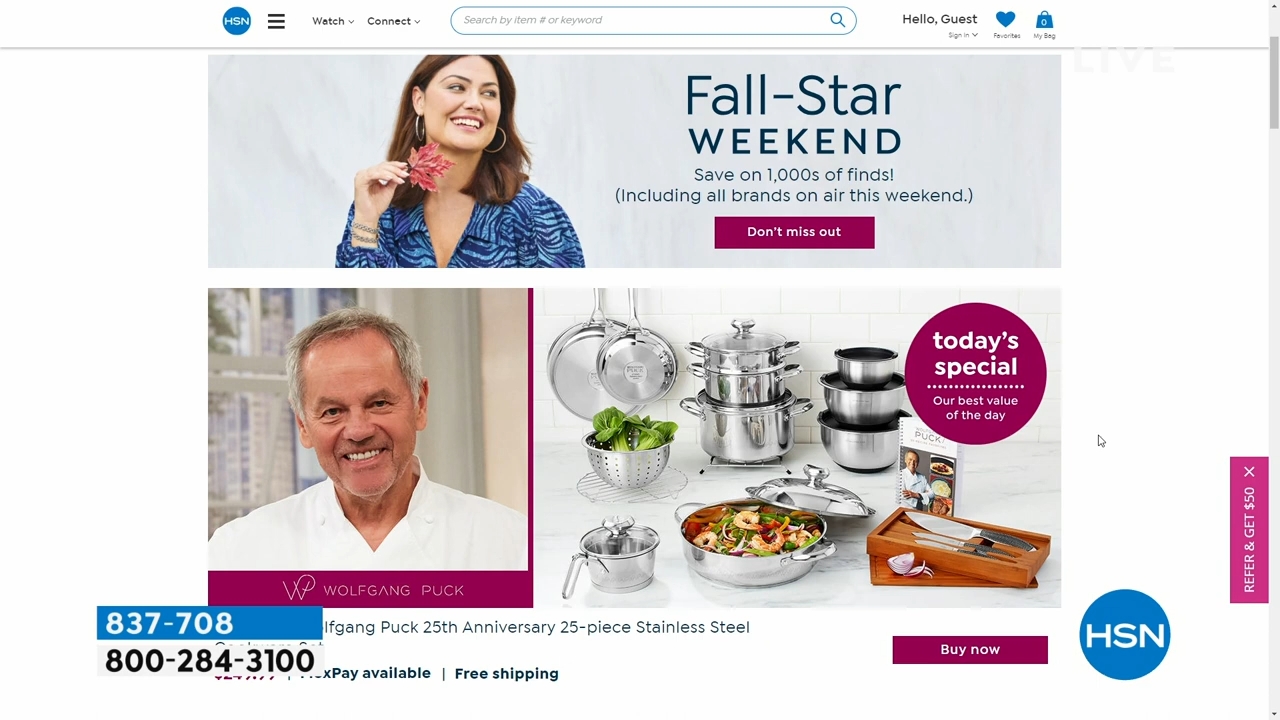 HSN
Watch
Connect
Search by item # or keyword
Hello, Guest
Sign In
Favorites
0
My Bag
LIVE
Fall-Star
WEEKEND
Save on 1,000s of finds!
(Including all brands on air this weekend.)
Don't miss out
today's
special
Our best value
of the day
PUCK
WP WOLFGANG PUCK
REFER & GET $50
837-708
800-284-3100
lfgang Puck 25th Anniversary 25-piece Stainless Steel
Buy now
HSN
| FlexPay available | Free shipping